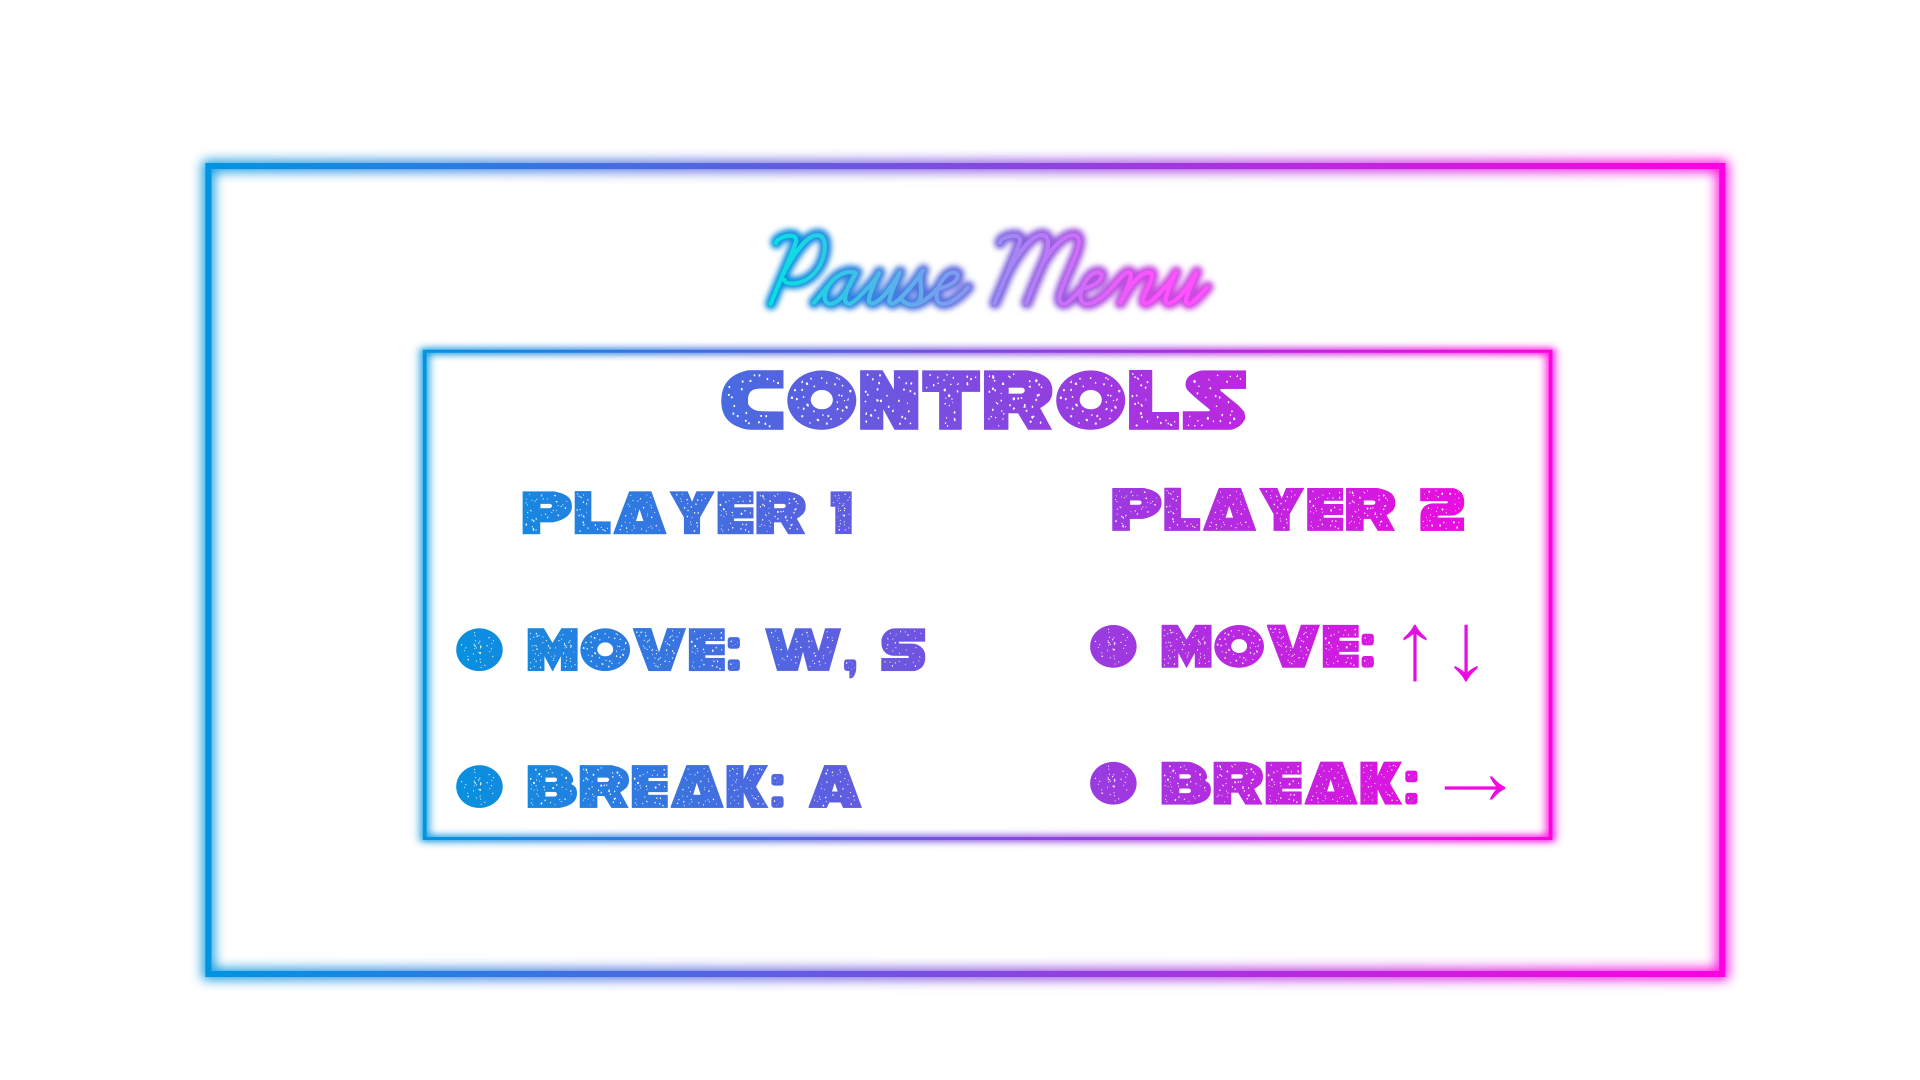 Pause Menu
CONTROLS
PLAYER 1
● MOVE: W, S
● BREAK: A
PLAYER 2
● MOVE: ↑ ↓
● BREAK: →